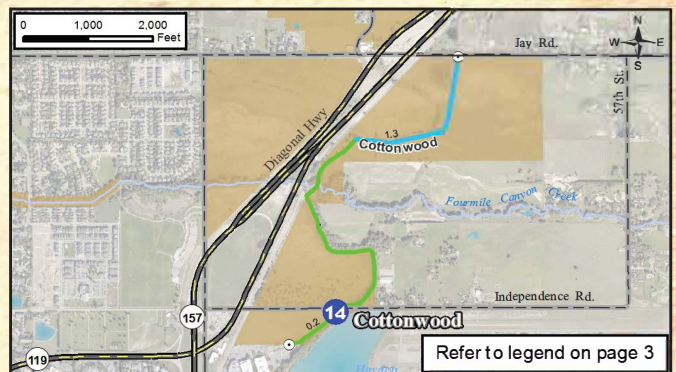 0 1,000 2,000
Feet
N
W E
S
Jay Rd.
57th St.
Diagonal Hwy
1.3
Cottonwood
Fourmile Canyon Creek
Independence Rd.
14 Cottonwood
157
0.2
119
Refer to legend on page 3
Hayden